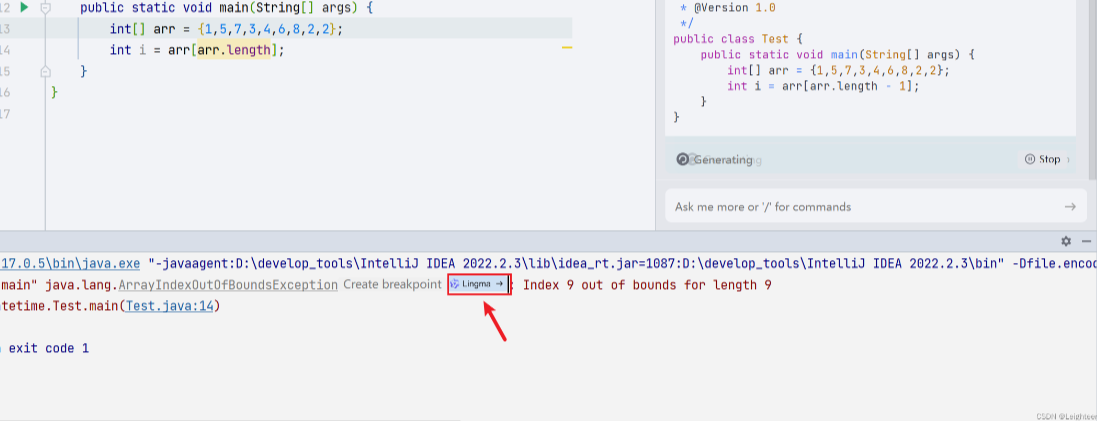 12 public static void main(String[] args) {
13 int[] arr = {1,5,7,3,4,6,8,2,2};
14 int i = arr[arr.length];
15 }
16 }
17
* @Version 1.0
*/
public class Test {
public static void main(String[] args) {
int[] arr = {1,5,7,3,4,6,8,2,2};
int i = arr[arr.length - 1];
}
}
Generating
Stop
Ask me more or '/' for commands
17.0.5\bin\java.exe "-javaagent:D:\develop_tools\IntelliJ IDEA 2022.2.3\lib\idea_rt.jar=1087:D:\develop_tools\IntelliJ IDEA 2022.2.3\bin" -Dfile.encod
main" java.lang.ArrayIndexOutOfBoundsException Create breakpoint Lingma → : Index 9 out of bounds for length 9
tetime.Test.main(Test.java:14)
exit code 1
CSDN @Leighteen